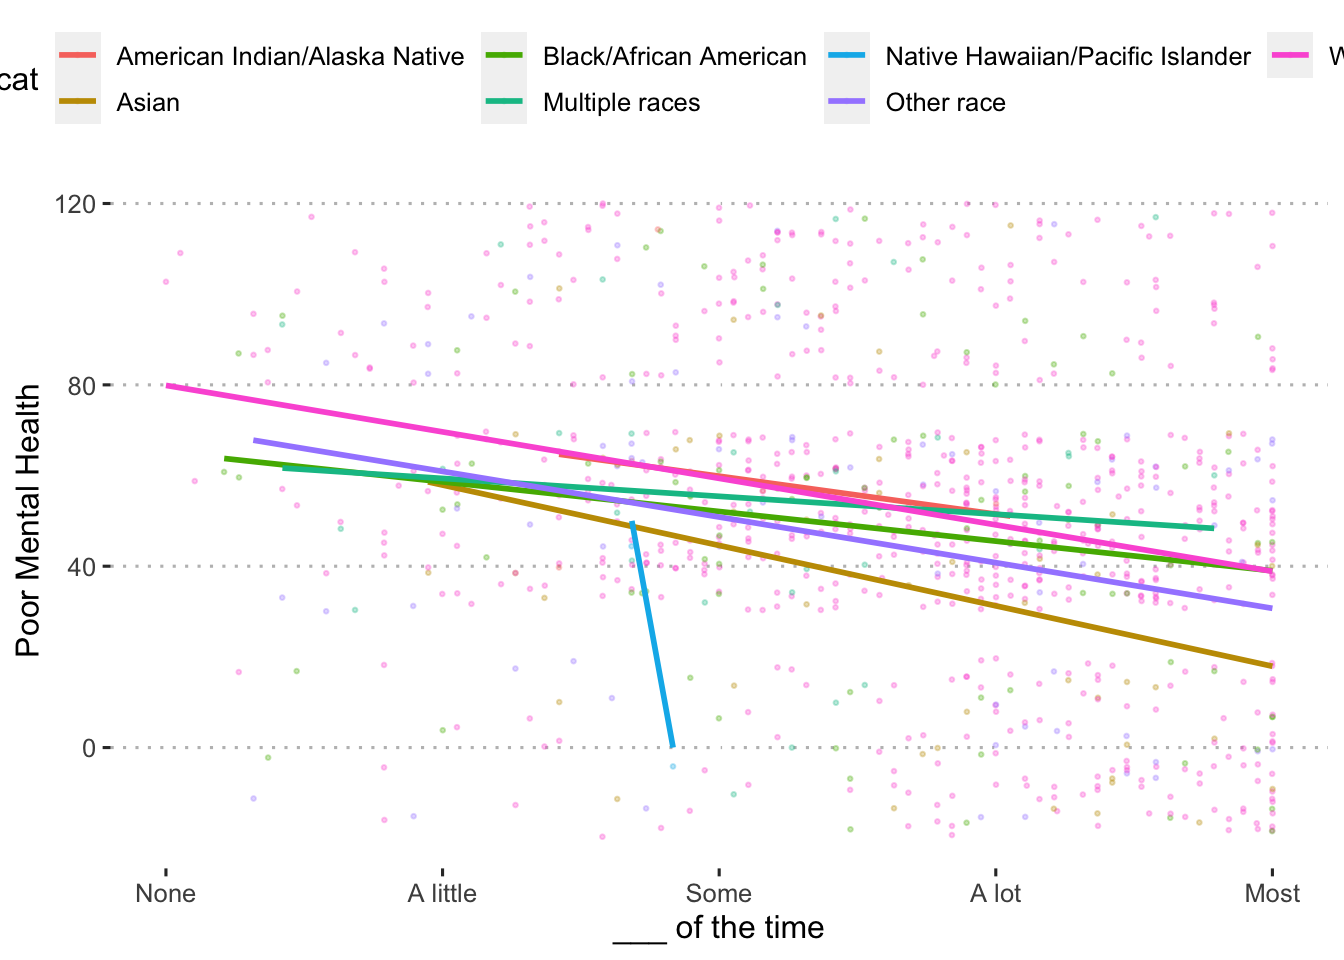 cat
American Indian/Alaska Native
Black/African American
Native Hawaiian/Pacific Islander
Asian
Multiple races
Other race
120
80
40
0
Poor Mental Health
None
A little
Some
A lot
Most
___ of the time